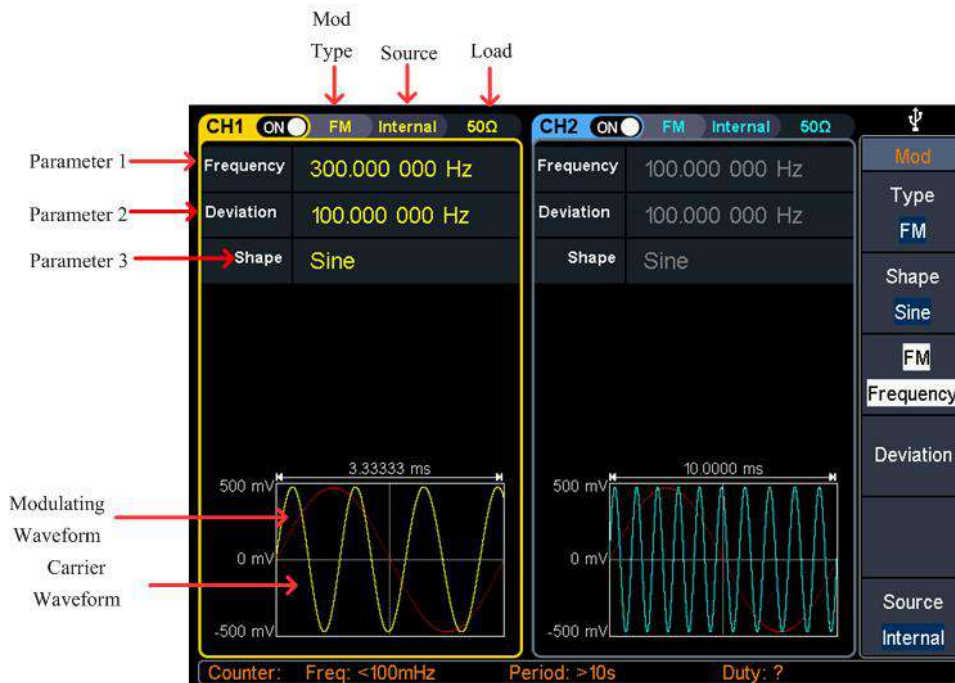 Mod
Type Source Load
CH1 ON FM Internal 50Ω CH2 ON FM Internal 50Ω
Mod
Parameter 1 Frequency 300.000 000 Hz Frequency 100.000 000 Hz
Type
FM
Parameter 2 Deviation 100.000 000 Hz Deviation 100.000 000 Hz
Parameter 3 Shape Sine Shape Sine
Shape
Sine
FM
Frequency
Deviation
3.33333 ms 10.0000 ms
500 mV 500 mV
Modulating
Waveform
0 mV 0 mV
Carrier
Waveform
-500 mV -500 mV
Source
Internal
Counter: Freq: <100mHz Period: >10s Duty: ?